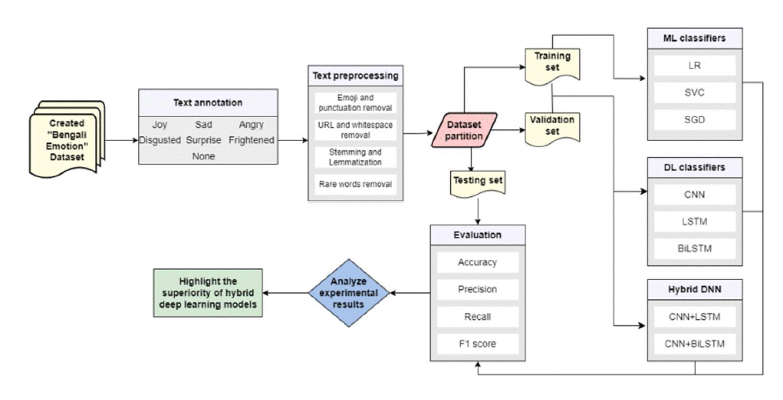 Created
"Bengali
Emotion"
Dataset
Text annotation
Joy Sad Angry
Disgusted Surprise Frightened
None
Text preprocessing
Emoji and
punctuation removal
URL and whitespace
removal
Stemming and
Lemmatization
Rare words removal
Dataset
partition
Training
set
Validation
set
Testing set
ML classifiers
LR
SVC
SGD
DL classifiers
CNN
LSTM
BiLSTM
Hybrid DNN
CNN+LSTM
CNN+BiLSTM
Evaluation
Accuracy
Precision
Recall
F1 score
Analyze
experimental
results
Highlight the
superiority of hybrid
deep learning models